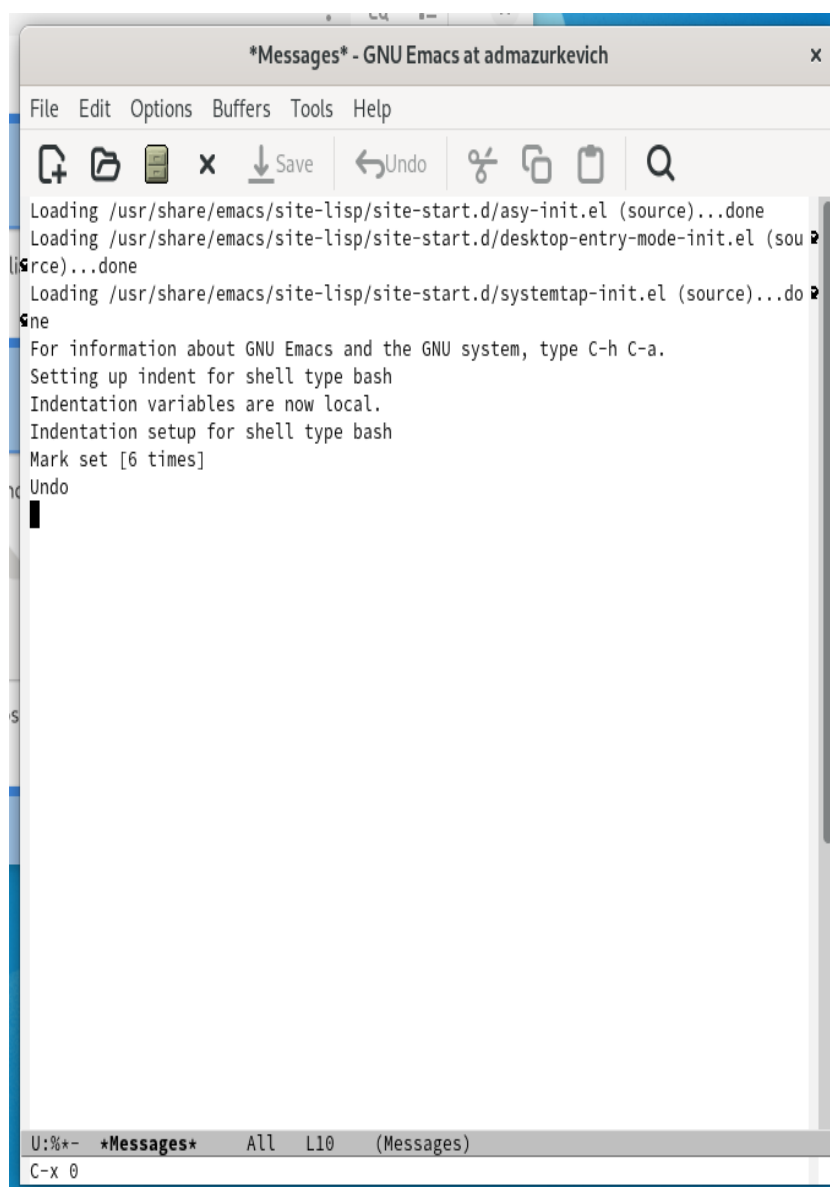 *Messages* - GNU Emacs at admazurkevich
File Edit Options Buffers Tools Help
Save Undo
Loading /usr/share/emacs/site-lisp/site-start.d/asy-init.el (source)...done
Loading /usr/share/emacs/site-lisp/site-start.d/desktop-entry-mode-init.el (sou
rce)...done
Loading /usr/share/emacs/site-lisp/site-start.d/systemtap-init.el (source)...do
ne
For information about GNU Emacs and the GNU system, type C-h C-a.
Setting up indent for shell type bash
Indentation variables are now local.
Indentation setup for shell type bash
Mark set [6 times]
Undo
U:%*- *Messages* All L10 (Messages)
C-x 0